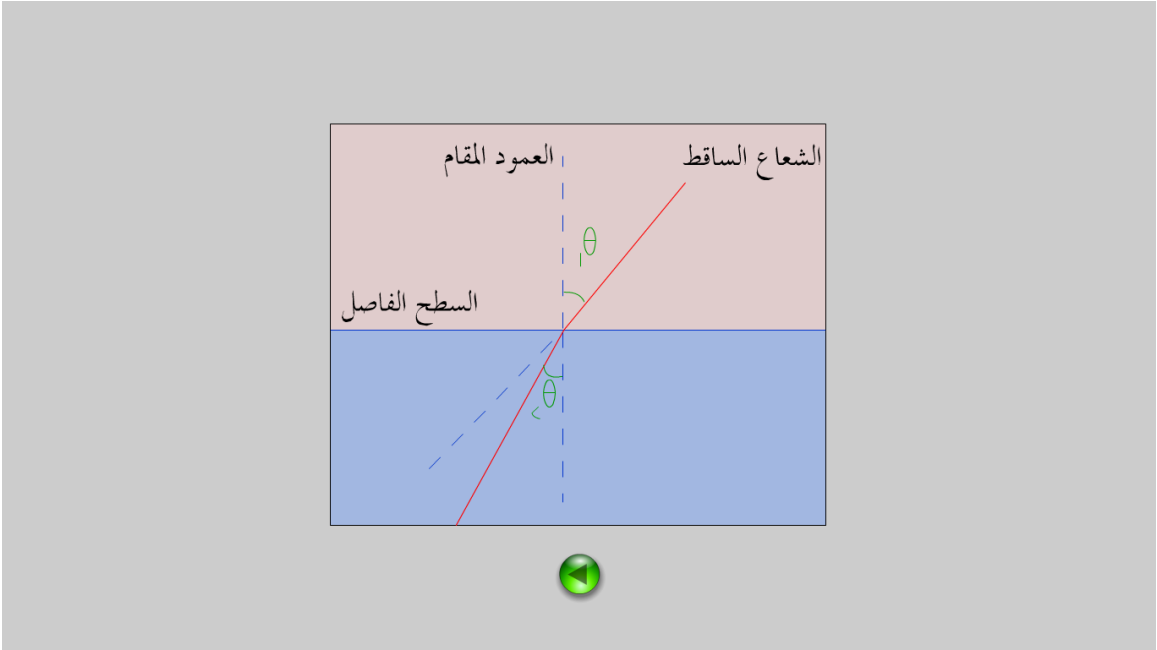 الشعاع الساقط
العمود المقام
θ
السطح الفاصل
θ